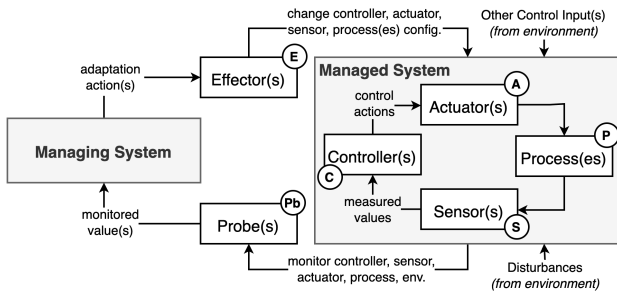 change controller, actuator,
sensor, process(es) config.
Other Control Input(s)
(from environment)
adaptation
action(s)
E
Effector(s)
Managed System
control
actions
A
Actuator(s)
Managing System
Controller(s)
C
P
Process(es)
measured
values
Sensor(s)
S
monitored
value(s)
Pb
Probe(s)
monitor controller, sensor,
actuator, process, env.
Disturbances
(from environment)